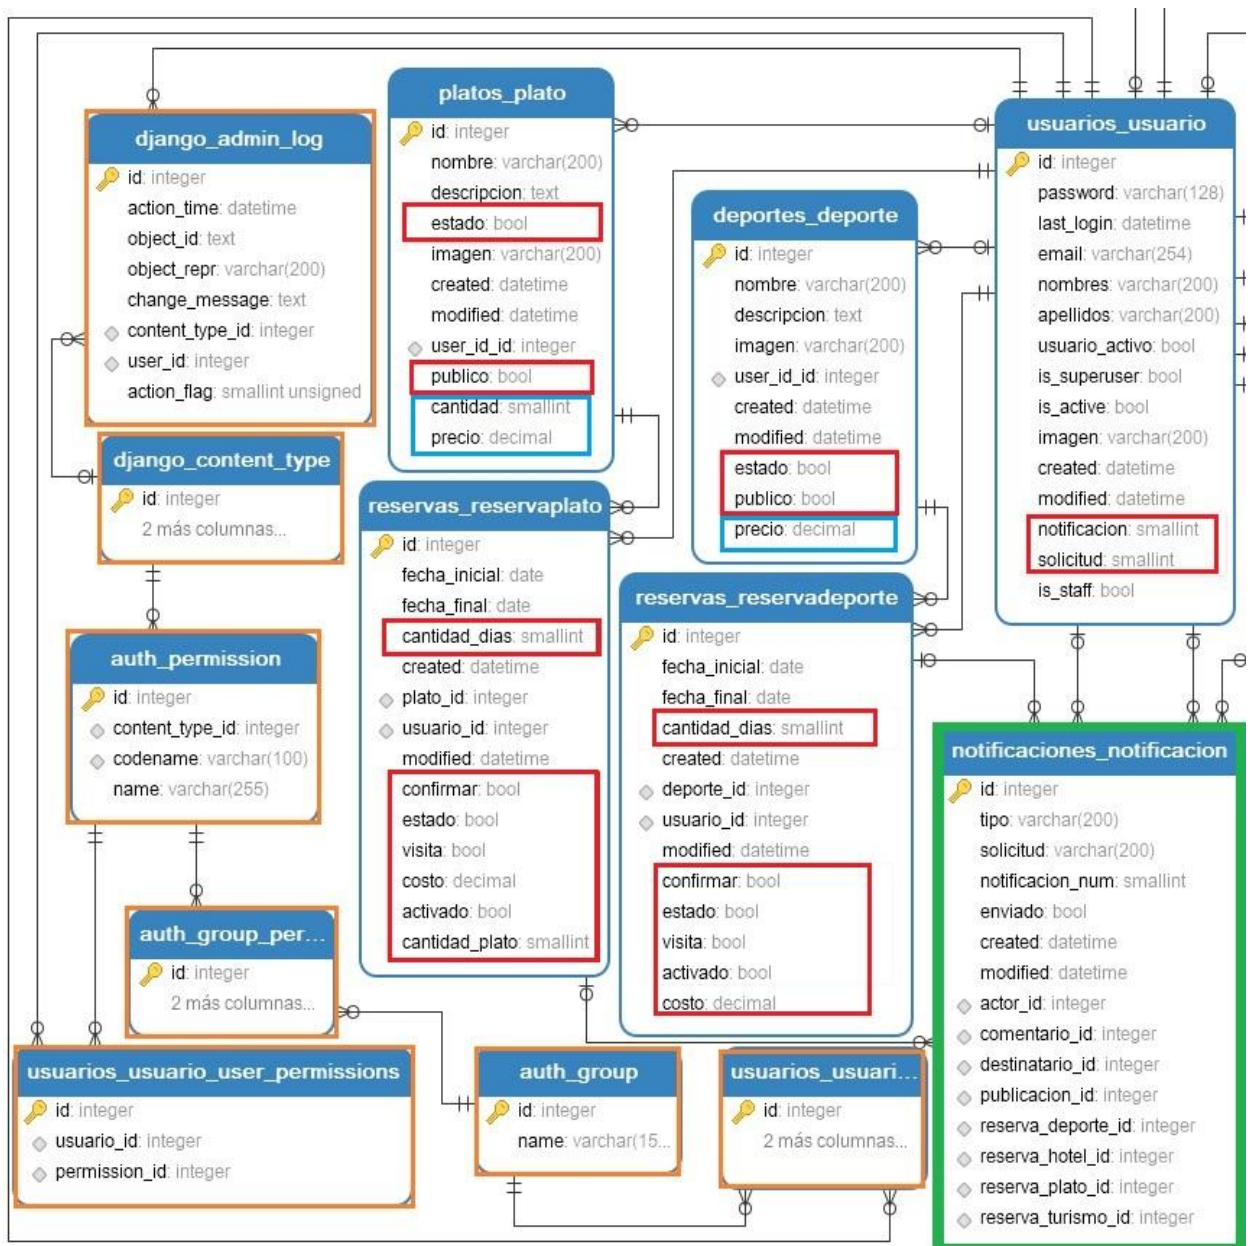 django_admin_log
id: integer
action_time: datetime
object_id: text
object_repr: varchar(200)
change_message: text
content_type_id: integer
user_id: integer
action_flag: smallint unsigned
platos_plato
id: integer
nombre: varchar(200)
descripcion: text
estado: bool
imagen: varchar(200)
created: datetime
modified: datetime
user_id_id: integer
publico: bool
cantidad: smallint
precio: decimal
deportes_deporte
id: integer
nombre: varchar(200)
descripcion: text
imagen: varchar(200)
user_id_id: integer
created: datetime
modified: datetime
estado: bool
publico: bool
precio: decimal
usuarios_usuario
id: integer
password: varchar(128)
last_login: datetime
email: varchar(254)
nombres: varchar(200)
apellidos: varchar(200)
usuario_activo: bool
is_superuser: bool
is_active: bool
imagen: varchar(200)
created: datetime
modified: datetime
notificacion: smallint
solicitud: smallint
is_staff: bool
django_content_type
id: integer
2 más columnas...
reservas_reservaplato
id: integer
fecha_inicial: date
fecha_final: date
cantidad_dias: smallint
created: datetime
plato_id: integer
usuario_id: integer
modified: datetime
confirmar: bool
estado: bool
visita: bool
costo: decimal
activado: bool
cantidad_plato: smallint
reservas_reservadeporte
id: integer
fecha_inicial: date
fecha_final: date
cantidad_dias: smallint
created: datetime
deporte_id: integer
usuario_id: integer
modified: datetime
confirmar: bool
estado: bool
visita: bool
activado: bool
costo: decimal
auth_permission
id: integer
content_type_id: integer
codename: varchar(100)
name: varchar(255)
notificaciones_notificacion
id: integer
tipo: varchar(200)
solicitud: varchar(200)
notificacion_num: smallint
enviado: bool
created: datetime
modified: datetime
actor_id: integer
comentario_id: integer
destinatario_id: integer
publicacion_id: integer
reserva_deporte_id: integer
reserva_hotel_id: integer
reserva_plato_id: integer
reserva_turismo_id: integer
auth_group_per...
id: integer
2 más columnas...
usuarios_usuario_user_permissions
id: integer
usuario_id: integer
permission_id: integer
auth_group
id: integer
name: varchar(15...
usuarios_usuari...
id: integer
2 más columnas...